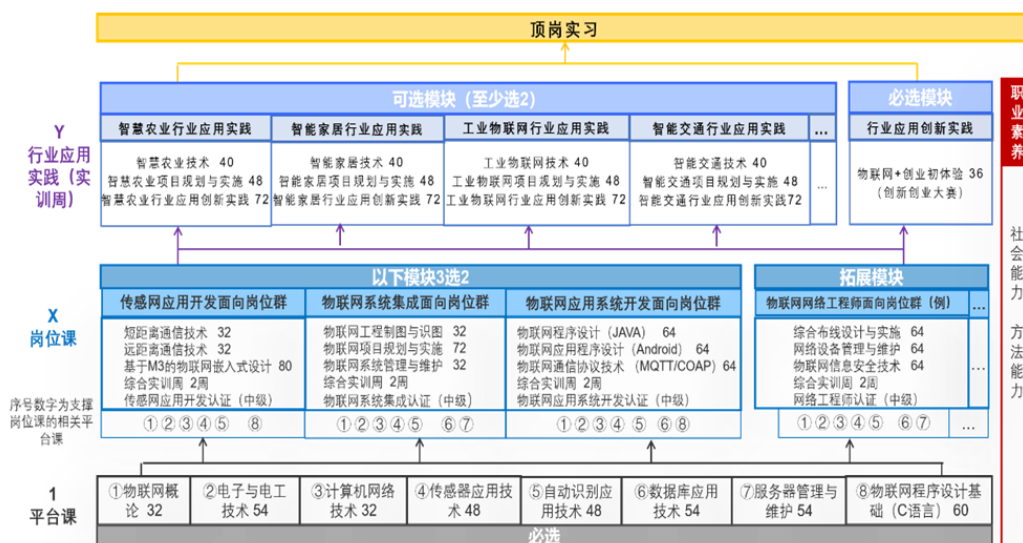 顶岗实习
可选模块（至少选2）
必选模块
智慧农业行业应用实践
智能家居行业应用实践
工业物联网行业应用实践
智能交通行业应用实践
...
行业应用创新实践
Y
行业应用
实践（实
训周）
智慧农业技术 40
智慧农业项目规划与实施 48
智慧农业行业应用创新实践 72
智能家居技术 40
智能家居项目规划与实施 48
智能家居行业应用创新实践 72
工业物联网技术 40
工业物联网项目规划与实施 48
工业物联网行业应用创新实践 72
智能交通技术 40
智能交通项目规划与实施 48
智能交通行业应用创新实践72
...
物联网+创业初体验 36
（创新创业大赛）
职
业
素
养
社
会
能
力
方
法
能
力
以下模块3选2
拓展模块
传感网应用开发面向岗位群
物联网系统集成面向岗位群
物联网应用系统开发面向岗位群
物联网网络工程师面向岗位群（例）
...
X
岗位课
短距离通信技术 32
远距离通信技术 32
基于M3的物联网嵌入式设计 80
综合实训周 2周
传感网应用开发认证（中级）
①②③④⑤ ⑧
物联网工程制图与识图 32
物联网项目规划与实施 72
物联网系统管理与维护 32
综合实训周 2周
物联网系统集成认证（中级）
①②③④⑤ ⑥⑦
物联网程序设计（JAVA） 64
物联网应用程序设计（Android） 64
物联网通信协议技术（MQTT/COAP）64
综合实训周 2周
物联网应用系统开发认证（中级）
①②③④ ⑤ ⑥⑧
综合布线设计与实施 64
网络设备管理与维护 64
物联网信息安全技术 64
综合实训周 2周
网络工程师认证（中级）
①②③④⑤ ⑥⑦
...
...
序号数字为支撑
岗位课的相关平
台课
1
平台课
①物联网概
论 32
②电子与电工
技术 54
③计算机网络
技术 32
④传感器应用技
术 48
⑤自动识别应
用技术 48
⑥数据库应用
技术 54
⑦服务器管理与
维护 54
⑧物联网程序设计基
础（C语言） 60
必选